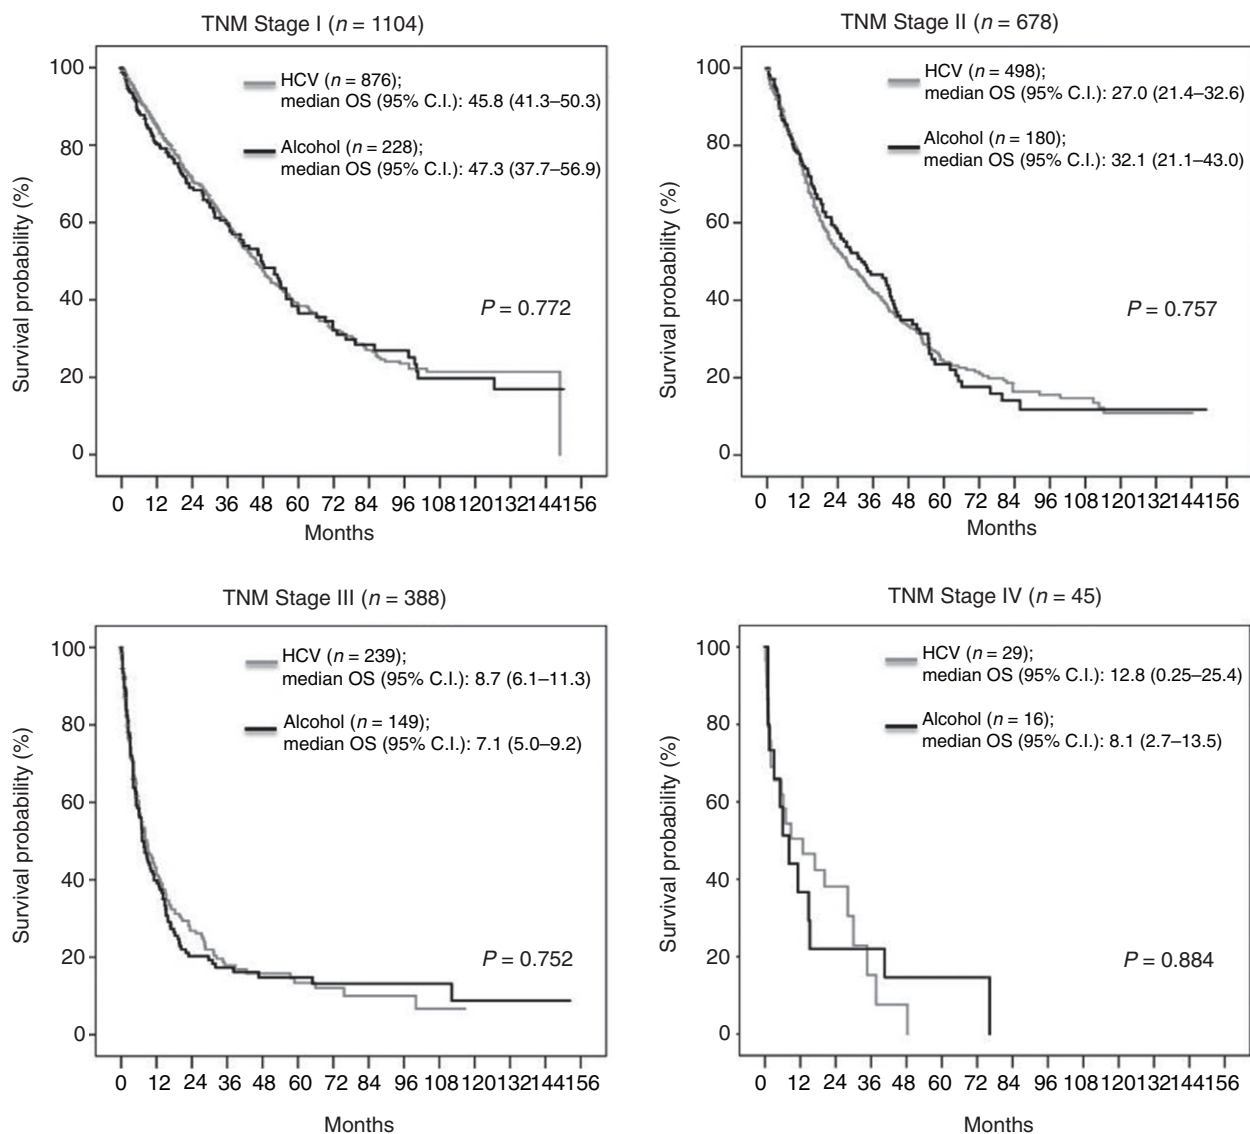 TNM Stage I (n = 1104)
HCV (n = 876);
median OS (95% C.I.): 45.8 (41.3–50.3)
Alcohol (n = 228);
median OS (95% C.I.): 47.3 (37.7–56.9)
P = 0.772
Survival probability (%)
100
80
60
40
20
0
0 12 24 36 48 60 72 84 96 108 120 132 144 156
Months
TNM Stage II (n = 678)
HCV (n = 498);
median OS (95% C.I.): 27.0 (21.4–32.6)
Alcohol (n = 180);
median OS (95% C.I.): 32.1 (21.1–43.0)
P = 0.757
Survival probability (%)
100
80
60
40
20
0
0 12 24 36 48 60 72 84 96 108 120 132 144 156
Months
TNM Stage III (n = 388)
HCV (n = 239);
median OS (95% C.I.): 8.7 (6.1–11.3)
Alcohol (n = 149);
median OS (95% C.I.): 7.1 (5.0–9.2)
P = 0.752
Survival probability (%)
100
80
60
40
20
0
0 12 24 36 48 60 72 84 96 108 120 132 144 156
Months
TNM Stage IV (n = 45)
HCV (n = 29);
median OS (95% C.I.): 12.8 (0.25–25.4)
Alcohol (n = 16);
median OS (95% C.I.): 8.1 (2.7–13.5)
P = 0.884
Survival probability (%)
100
80
60
40
20
0
0 12 24 36 48 60 72 84 96 108 120 132 144 156
Months